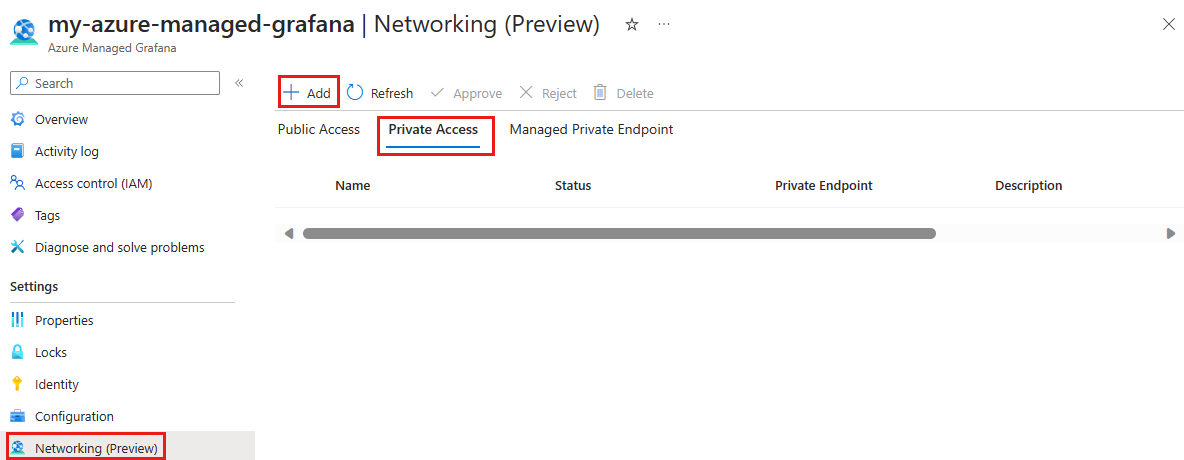 my-azure-managed-grafana | Networking (Preview)
Azure Managed Grafana
Search
Overview
Activity log
Access control (IAM)
Tags
Diagnose and solve problems
Settings
Properties
Locks
Identity
Configuration
Networking (Preview)
Add Refresh Approve Reject Delete
Public Access Private Access Managed Private Endpoint
Name Status Private Endpoint Description